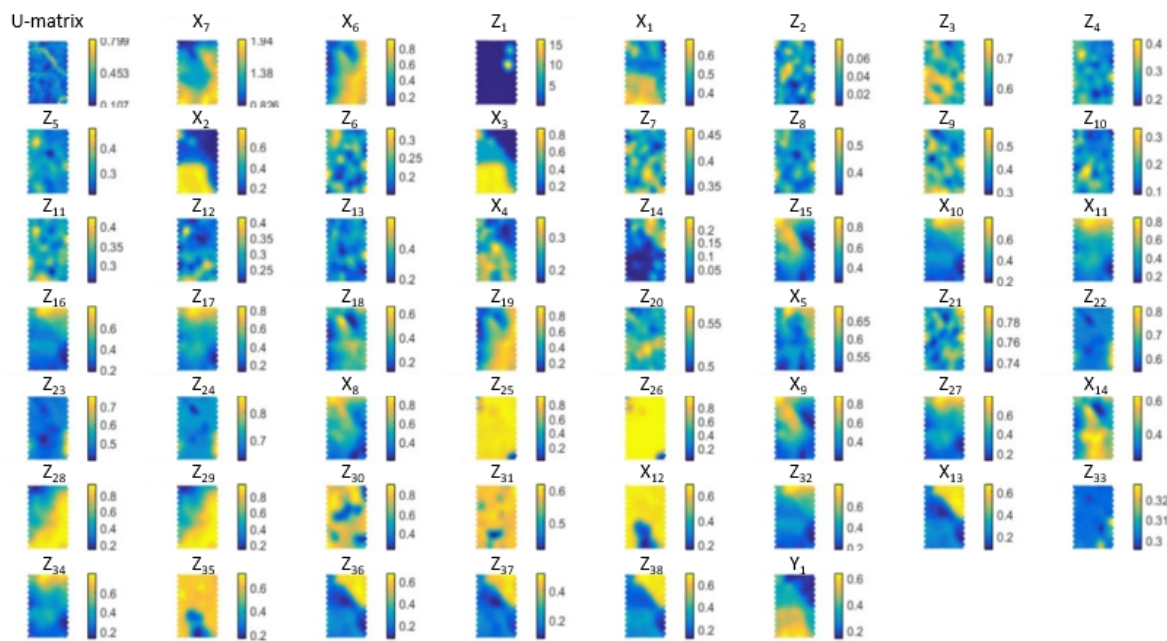 U-matrix X₇ X₆ Z₁ X₁ Z₂ Z₃ Z₄
0.799 1.94 0.8 15 0.6 0.06 0.7 0.4
0.453 1.38 0.6 10 0.5 0.04 0.6 0.3
0.107 0.826 0.4 5 0.4 0.02 0.2
0.2
Z₅ X₂ Z₆ X₃ Z₇ Z₈ Z₉ Z₁₀
0.4 0.6 0.3 0.8 0.45 0.5 0.5 0.3
0.3 0.4 0.25 0.6 0.4 0.4 0.4 0.2
0.2 0.4 0.35 0.3 0.1
0.2
Z₁₁ Z₁₂ Z₁₃ X₄ Z₁₄ Z₁₅ X₁₀ X₁₁
0.4 0.4 0.4 0.3 0.2 0.8 0.6 0.8
0.35 0.35 0.2 0.2 0.15 0.6 0.4 0.6
0.3 0.3 0.1 0.4 0.2 0.4
0.25 0.05 0.2
Z₁₆ Z₁₇ Z₁₈ Z₁₉ Z₂₀ X₅ Z₂₁ Z₂₂
0.6 0.8 0.6 0.8 0.55 0.65 0.78 0.8
0.4 0.6 0.4 0.6 0.5 0.6 0.76 0.7
0.2 0.4 0.2 0.4 0.55 0.74 0.6
0.2 0.2
Z₂₃ Z₂₄ X₈ Z₂₅ Z₂₆ X₉ Z₂₇ X₁₄
0.7 0.8 0.8 0.8 0.8 0.8 0.6 0.6
0.6 0.7 0.6 0.6 0.6 0.6 0.4 0.4
0.5 0.4 0.4 0.4 0.4 0.2
0.2 0.2
Z₂₈ Z₂₉ Z₃₀ Z₃₁ X₁₂ Z₃₂ X₁₃ Z₃₃
0.8 0.8 0.8 0.6 0.6 0.6 0.6 0.32
0.6 0.6 0.6 0.5 0.4 0.4 0.4 0.31
0.4 0.4 0.4 0.2 0.2 0.2 0.3
0.2 0.2
Z₃₄ Z₃₅ Z₃₆ Z₃₇ Z₃₈ Y₁
0.6 0.6 0.6 0.6 0.6 0.6
0.4 0.4 0.4 0.4 0.4 0.4
0.2 0.2 0.2 0.2 0.2 0.2